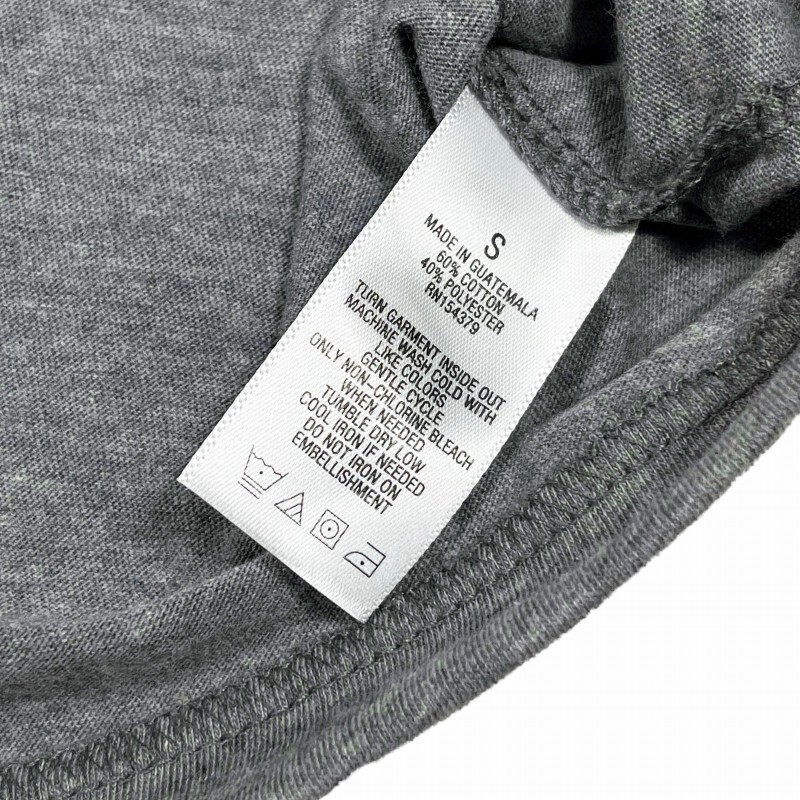 S
MADE IN GUATEMALA
60% COTTON
40% POLYESTER
RN154379
TURN GARMENT INSIDE OUT
MACHINE WASH COLD WITH
LIKE COLORS
GENTLE CYCLE
ONLY NON-CHLORINE BLEACH
WHEN NEEDED
TUMBLE DRY LOW
COOL IRON IF NEEDED
DO NOT IRON ON
EMBELLISHMENT